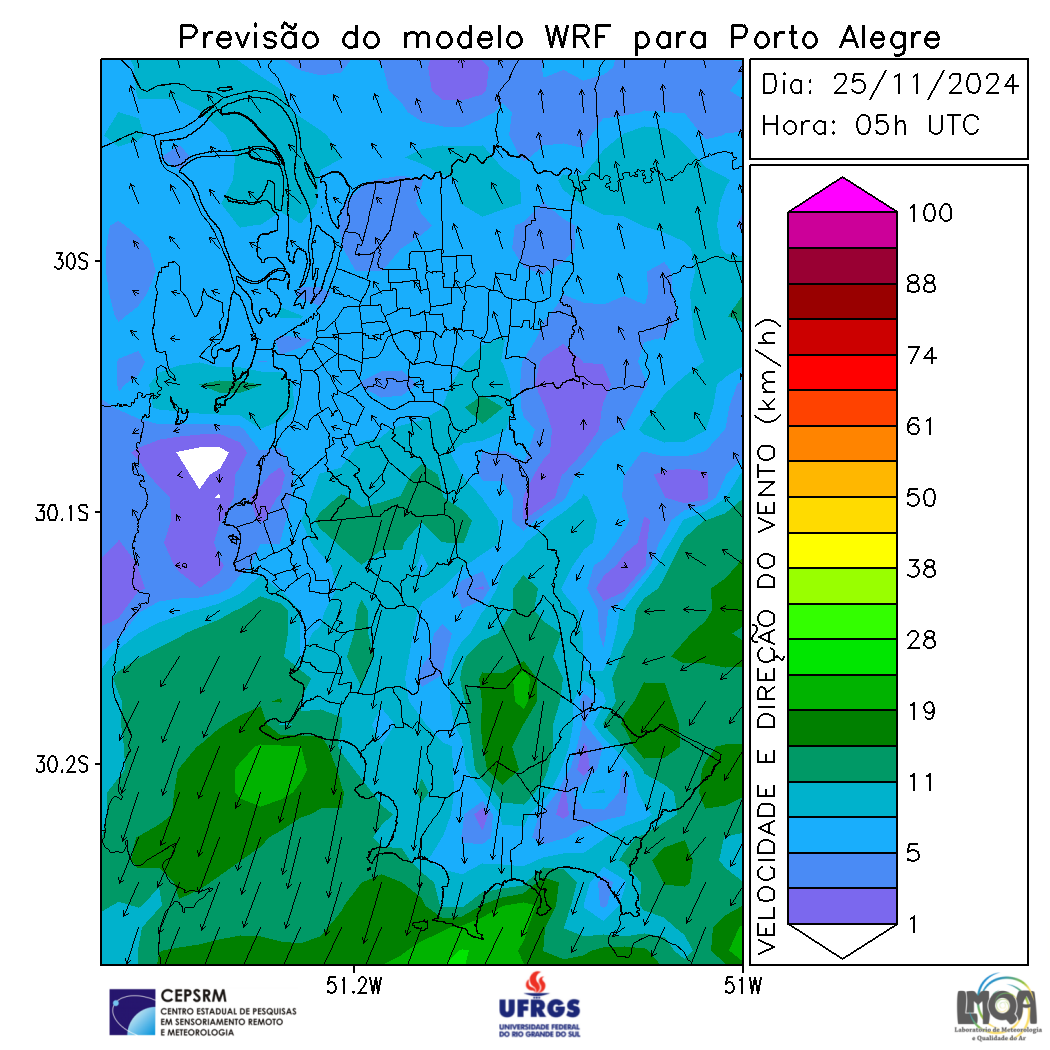 Previsão do modelo WRF para Porto Alegre
Dia: 25/11/2024
Hora: 05h UTC
30S
30.1S
30.2S
51.2W
51W
VELOCIDADE E DIREÇÃO DO VENTO (km/h)
100
88
74
61
50
38
28
19
11
5
1
CEPSRM
CENTRO ESTADUAL DE PESQUISAS
EM SENSORIAMENTO REMOTO
E METEOROLOGIA
UFRGS
UNIVERSIDADE FEDERAL
DO RIO GRANDE DO SUL
LMQA
Laboratório de Meteorologia
e Qualidade do Ar